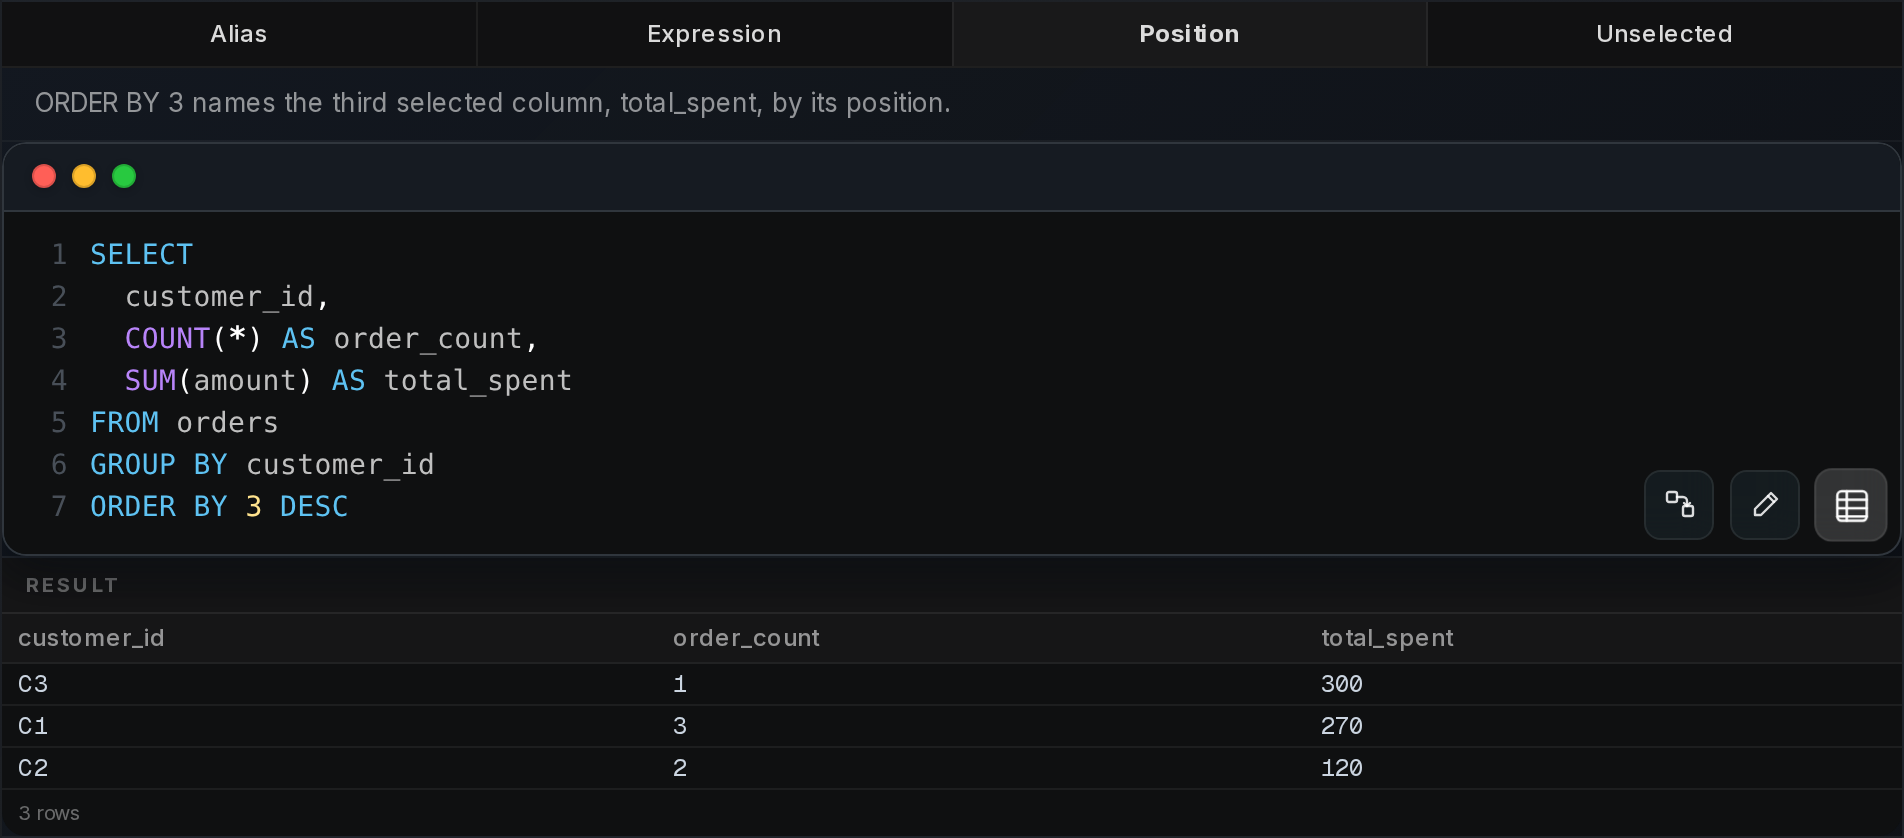 Alias Expression Position Unselected
ORDER BY 3 names the third selected column, total_spent, by its position.
1 SELECT
2   customer_id,
3   COUNT(*) AS order_count,
4   SUM(amount) AS total_spent
5 FROM orders
6 GROUP BY customer_id
7 ORDER BY 3 DESC
RESULT
customer_id order_count total_spent
C3 1 300
C1 3 270
C2 2 120
3 rows